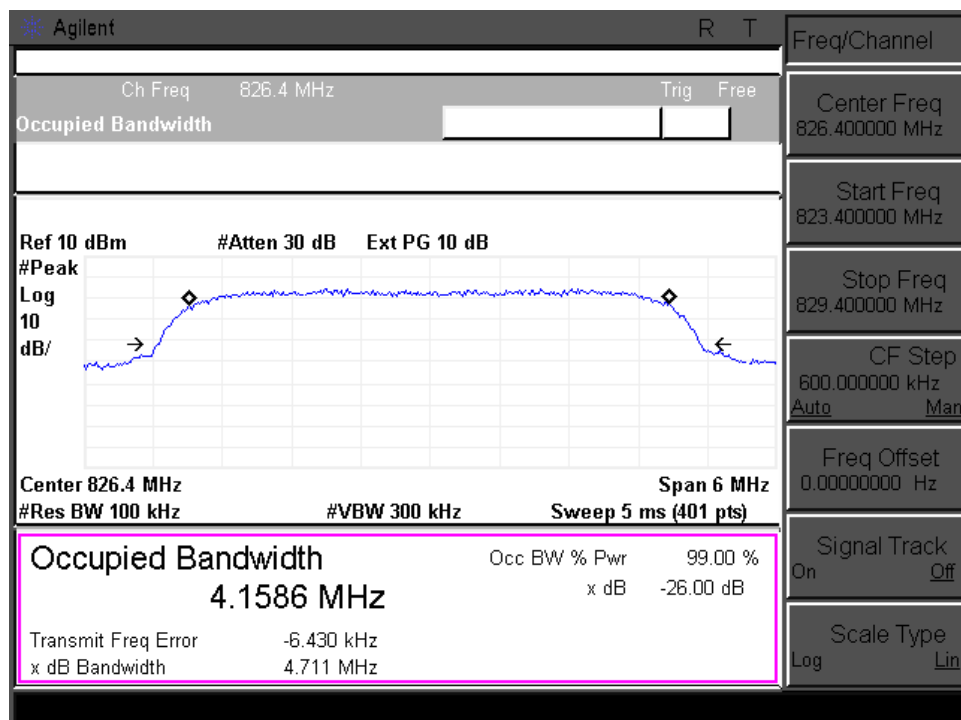 Agilent R T
Ch Freq 826.4 MHz Trig Free
Occupied Bandwidth
Ref 10 dBm #Atten 30 dB Ext PG 10 dB
#Peak
Log
10
dB/
Center 826.4 MHz Span 6 MHz
#Res BW 100 kHz #VBW 300 kHz Sweep 5 ms (401 pts)
Occupied Bandwidth
4.1586 MHz
Occ BW % Pwr 99.00 %
x dB -26.00 dB
Transmit Freq Error -6.430 kHz
x dB Bandwidth 4.711 MHz
Freq/Channel
Center Freq
826.400000 MHz
Start Freq
823.400000 MHz
Stop Freq
829.400000 MHz
CF Step
600.000000 kHz
Auto Man
Freq Offset
0.00000000 Hz
Signal Track
On Off
Scale Type
Log Lin